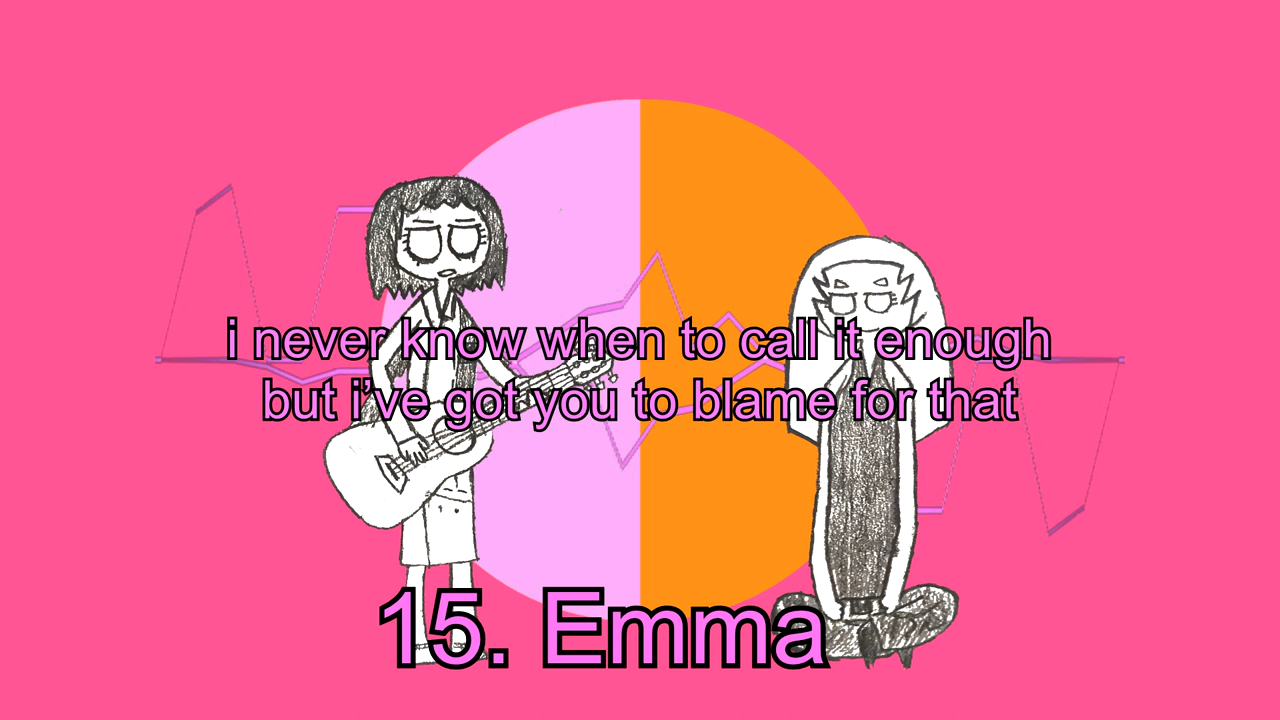 i never know when to call it enough
but i’ve got you to blame for that
15. Emma